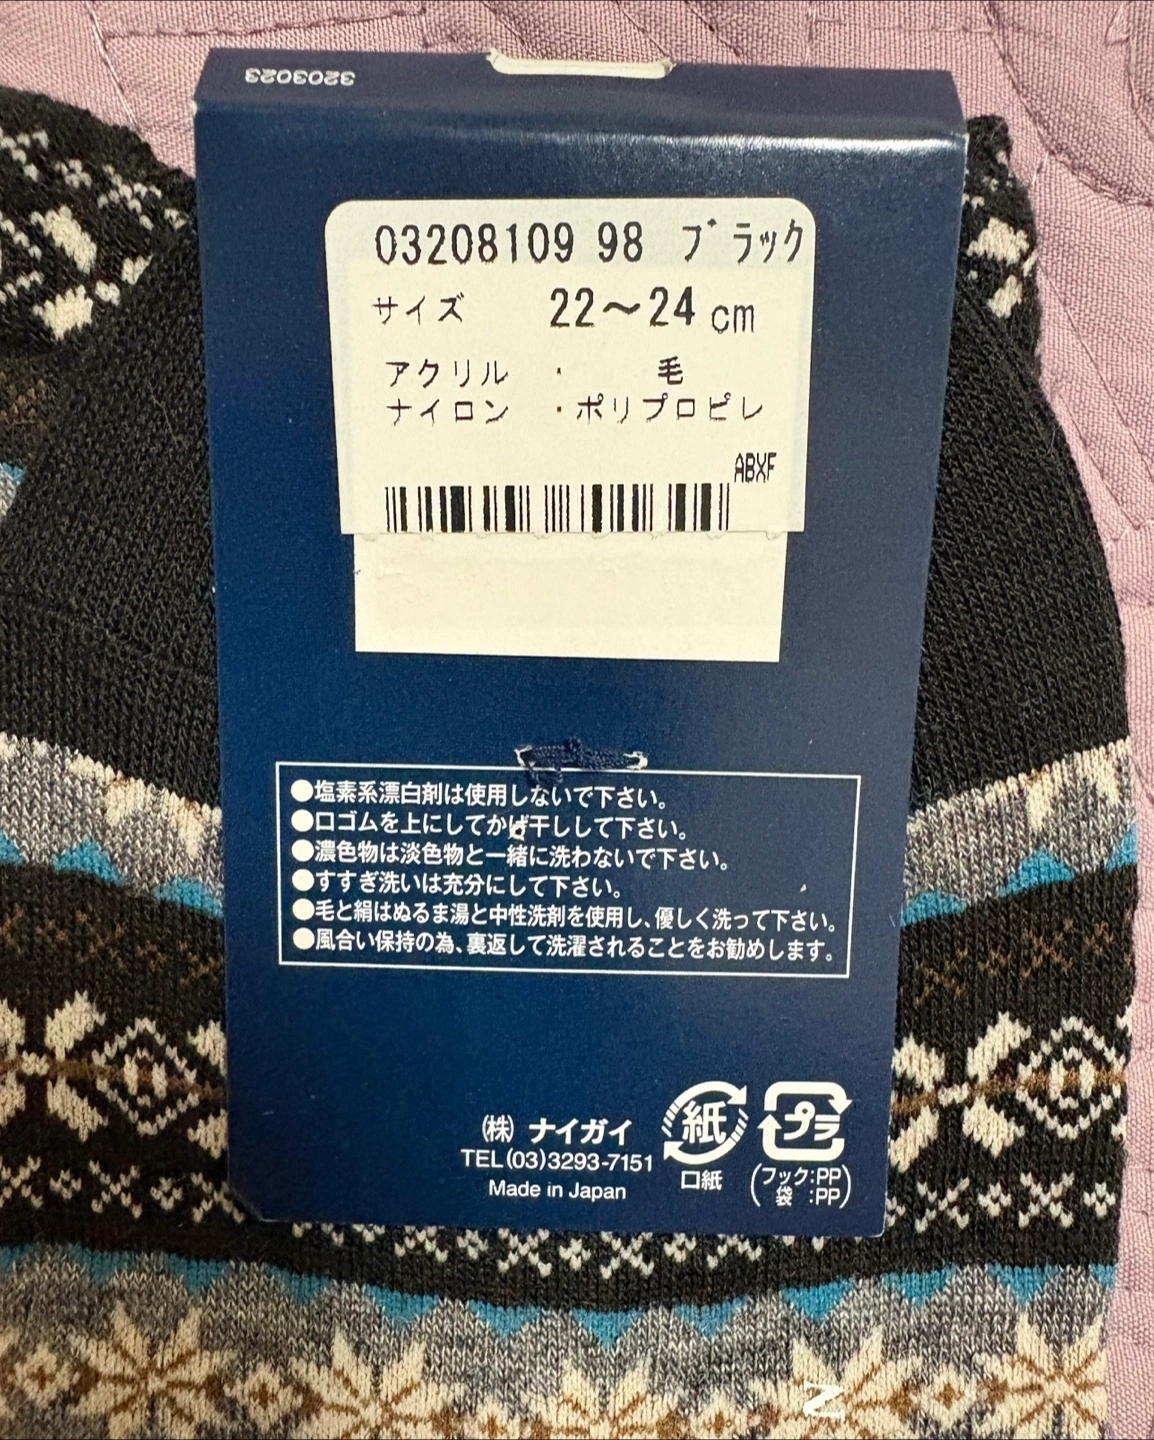 3203023
03208109 98 ブラック
サイズ 22～24 cm
アクリル ・ 毛
ナイロン ・ポリプロピレ
ABXF
●塩素系漂白剤は使用しないで下さい。
●口ゴムを上にしてかげ干しして下さい。
●濃色物は淡色物と一緒に洗わないで下さい。
●すすぎ洗いは充分にして下さい。
●毛と絹はぬるま湯と中性洗剤を使用し、優しく洗って下さい。
●風合い保持の為、裏返して洗濯されることをお勧めします。
(株) ナイガイ
TEL(03)3293-7151
Made in Japan
紙
口紙
プラ
(フック:PP
袋 :PP)